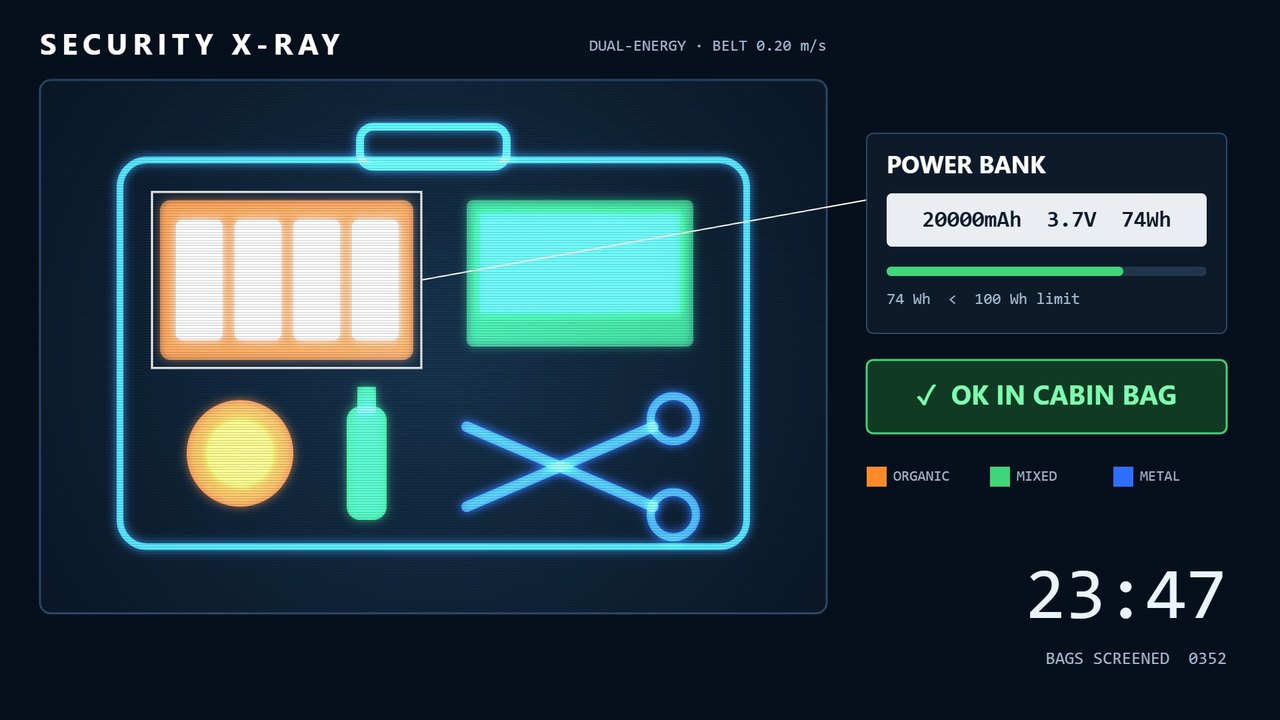 SECURITY X-RAY
DUAL-ENERGY · BELT 0.20 m/s
POWER BANK
20000mAh 3.7V 74Wh
74 Wh < 100 Wh limit
✓ OK IN CABIN BAG
ORGANIC
MIXED
METAL
23:47
BAGS SCREENED 0352